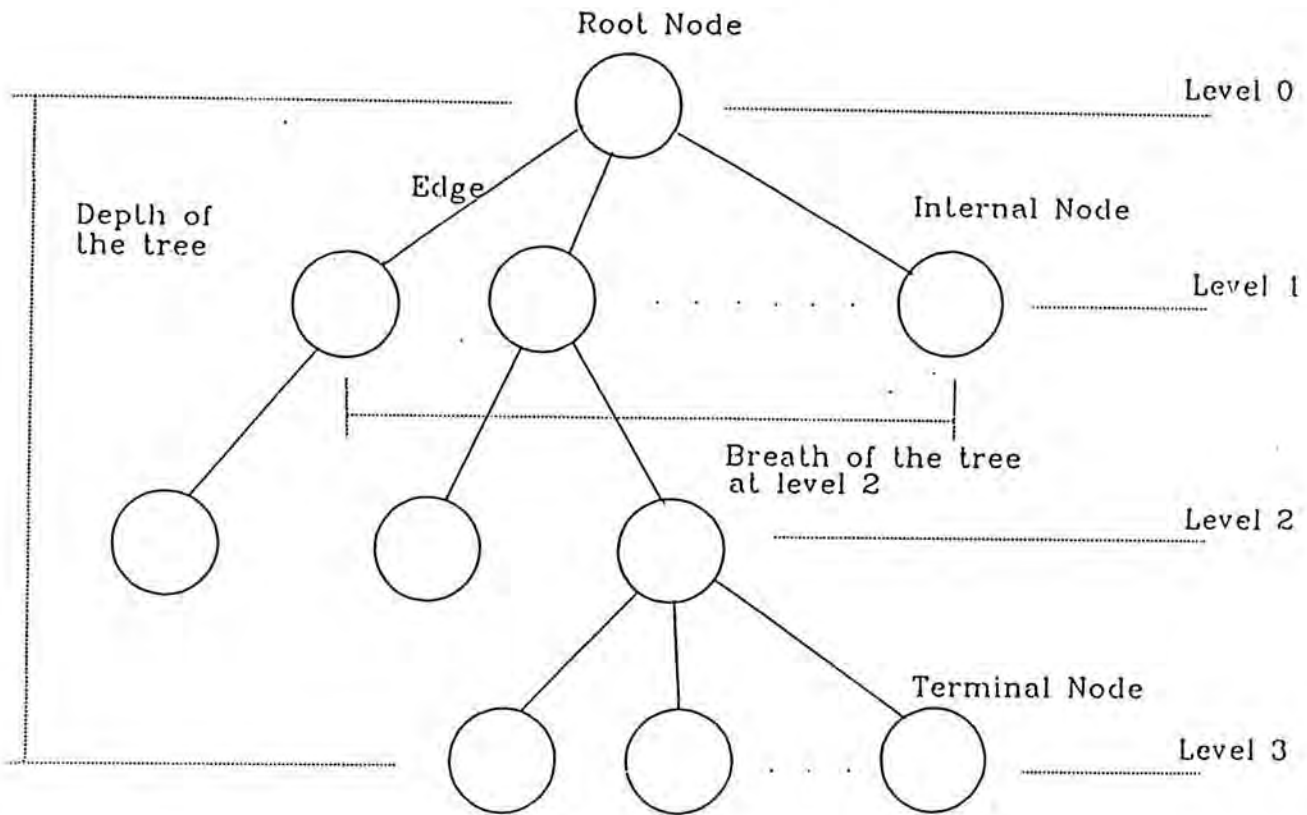 Root Node
Level 0
Edge
Depth of
the tree
Internal Node
Level 1
Breath of the tree
at level 2
Level 2
Terminal Node
Level 3